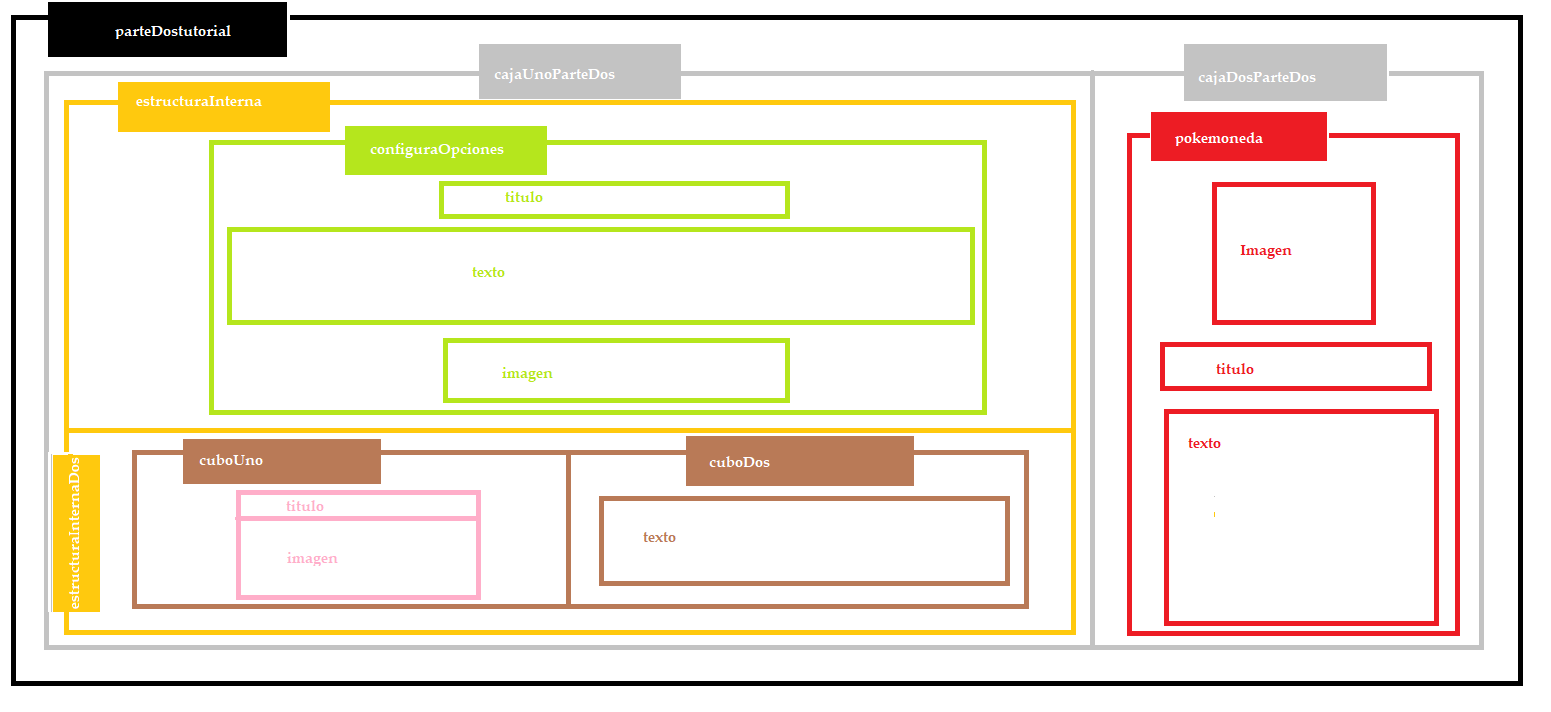 parteDostutorial
cajaUnoParteDos
cajaDosParteDos
estructuraInterna
configuraOpciones
titulo
texto
imagen
estructuraInternaDos
cuboUno
titulo
imagen
cuboDos
texto
pokemoneda
Imagen
titulo
texto